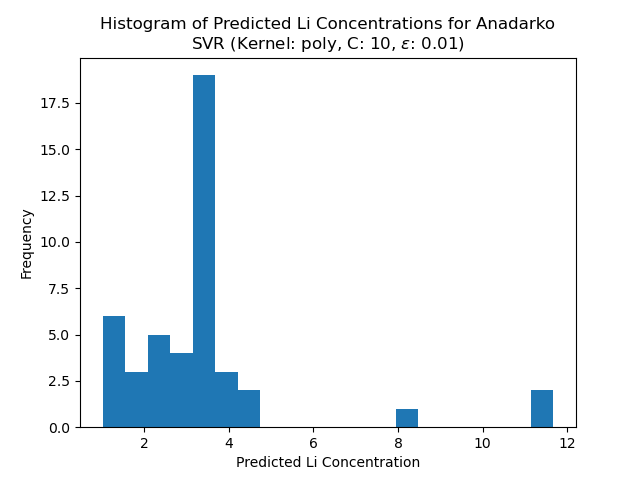 Histogram of Predicted Li Concentrations for Anadarko
SVR (Kernel: poly, C: 10, ε: 0.01)
17.5
15.0
12.5
10.0
7.5
5.0
2.5
0.0
Frequency
2 4 6 8 10 12
Predicted Li Concentration